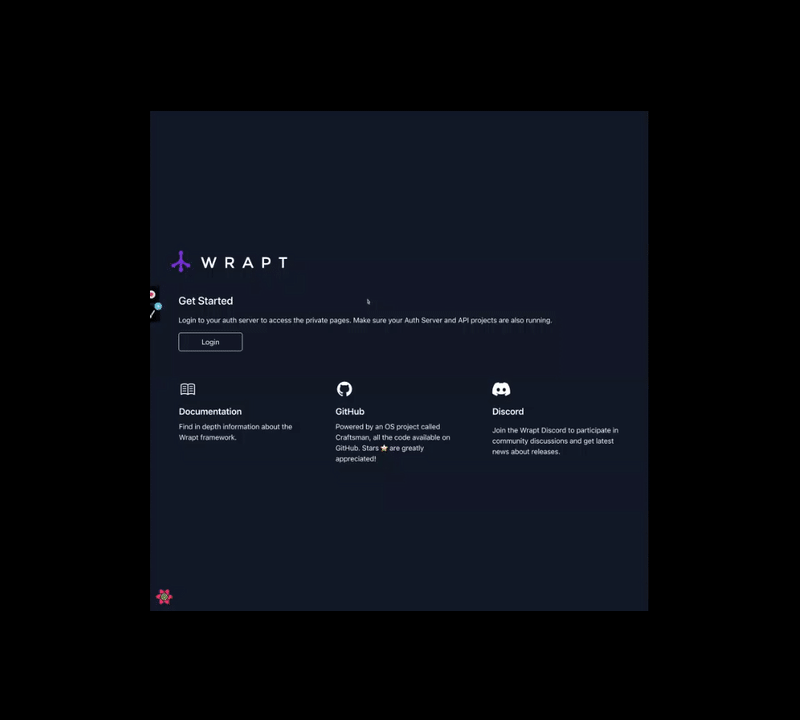 WRAPT
Get Started
Login to your auth server to access the private pages. Make sure your Auth Server and API projects are also running.
Login
Documentation
Find in depth information about the
Wrapt framework.
GitHub
Powered by an OS project called
Craftsman, all the code available on
GitHub. Stars ⭐ are greatly
appreciated!
Discord
Join the Wrapt Discord to participate in
community discussions and get latest
news about releases.